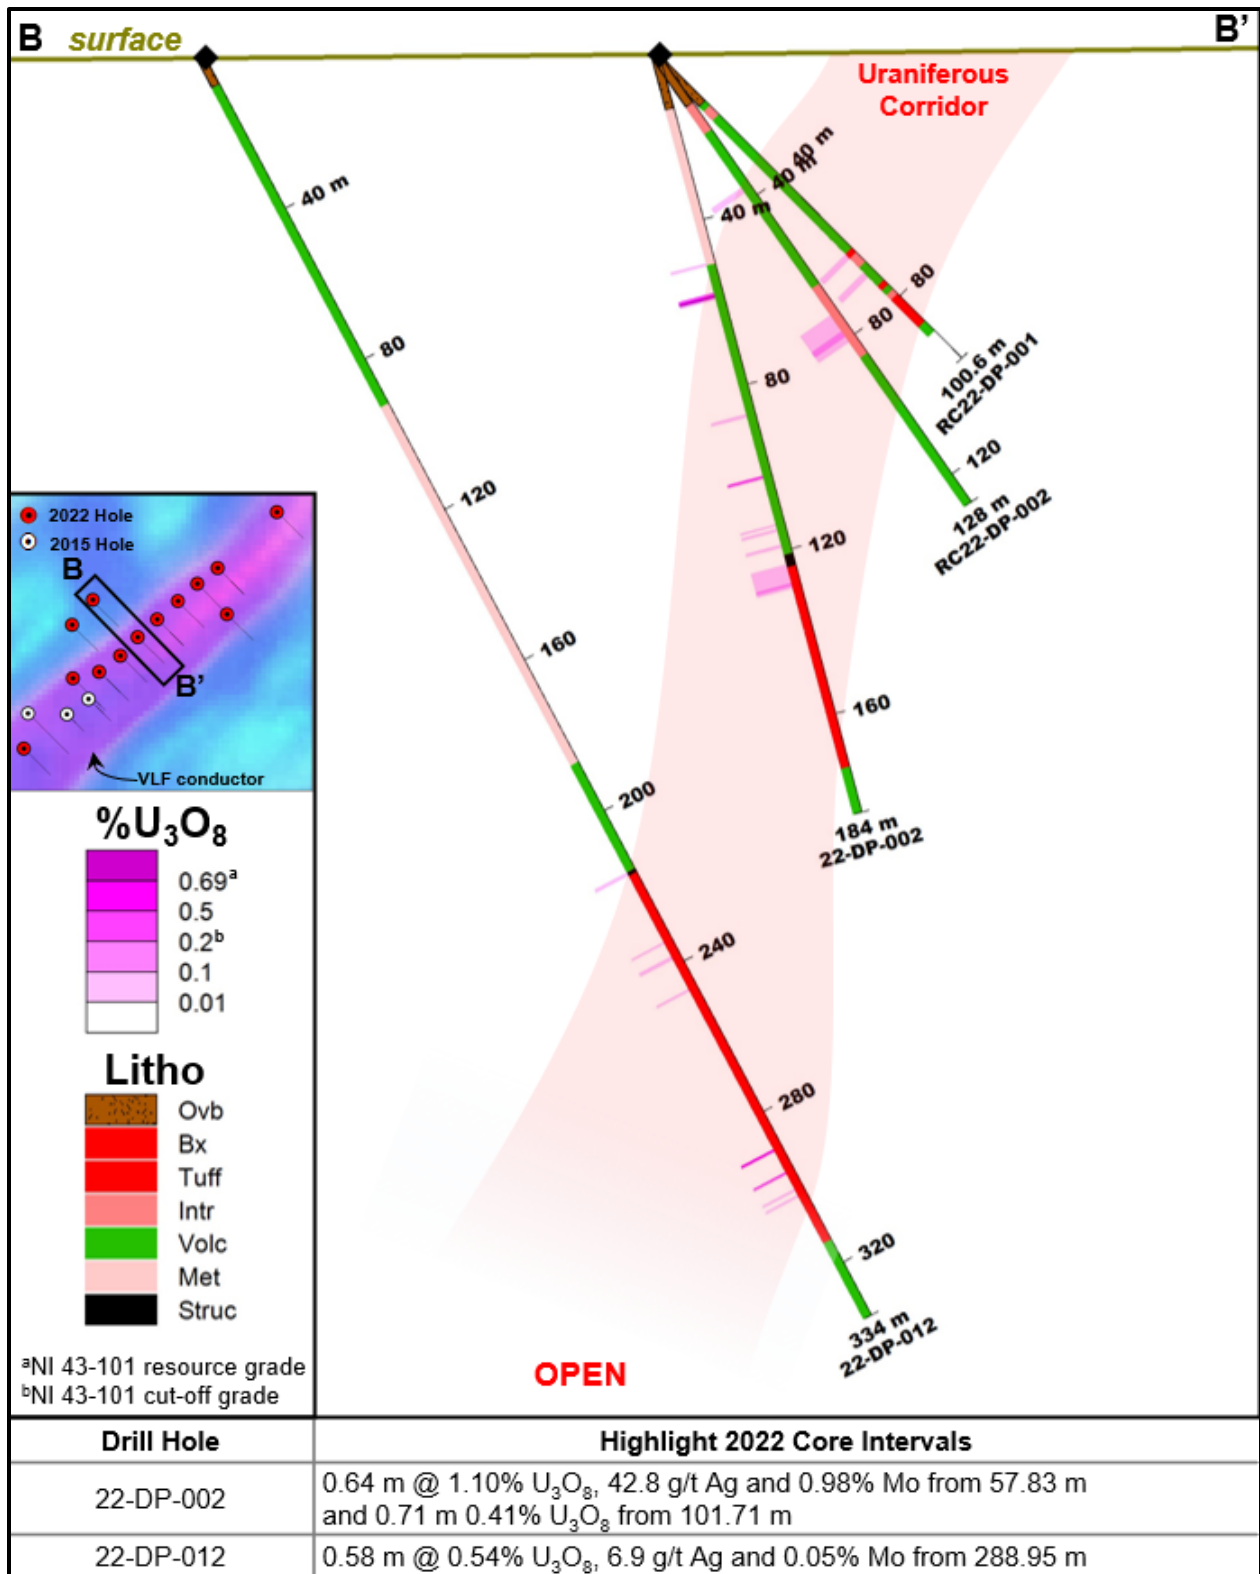 B surface B’
Uraniferous
Corridor
40 m
80
120
160
200
240
280
320
334 m
22-DP-012
40 m
80
120
160
184 m
22-DP-002
40 m
80
120
128 m
RC22-DP-002
40 m
80
100.6 m
RC22-DP-001
2022 Hole
2015 Hole
B
B’
VLF conductor
%U₃O₈
0.69ᵃ
0.5
0.2ᵇ
0.1
0.01
Litho
Ovb
Bx
Tuff
Intr
Volc
Met
Struc
ᵃNI 43-101 resource grade
ᵇNI 43-101 cut-off grade
OPEN
Drill Hole Highlight 2022 Core Intervals
22-DP-002 0.64 m @ 1.10% U₃O₈, 42.8 g/t Ag and 0.98% Mo from 57.83 m
and 0.71 m 0.41% U₃O₈ from 101.71 m
22-DP-012 0.58 m @ 0.54% U₃O₈, 6.9 g/t Ag and 0.05% Mo from 288.95 m